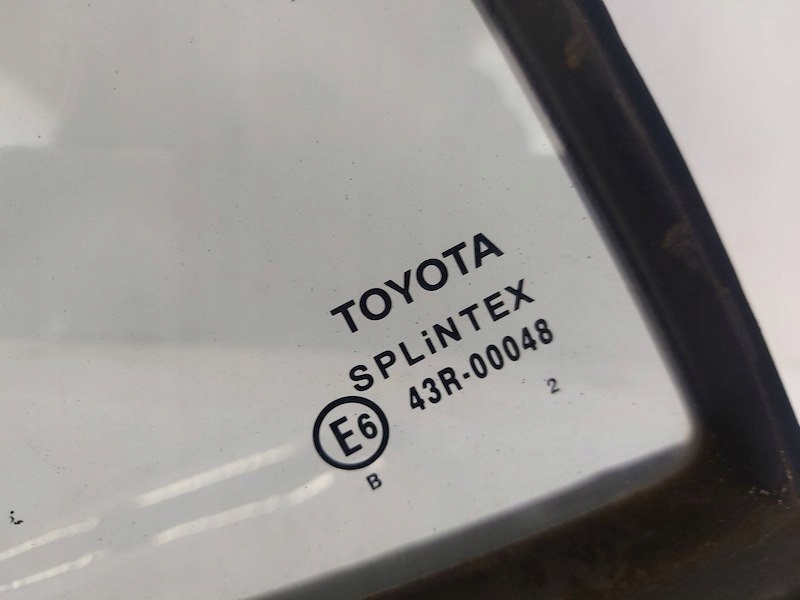 TOYOTA
SPLiNTEX
E6 43R-00048
2
B